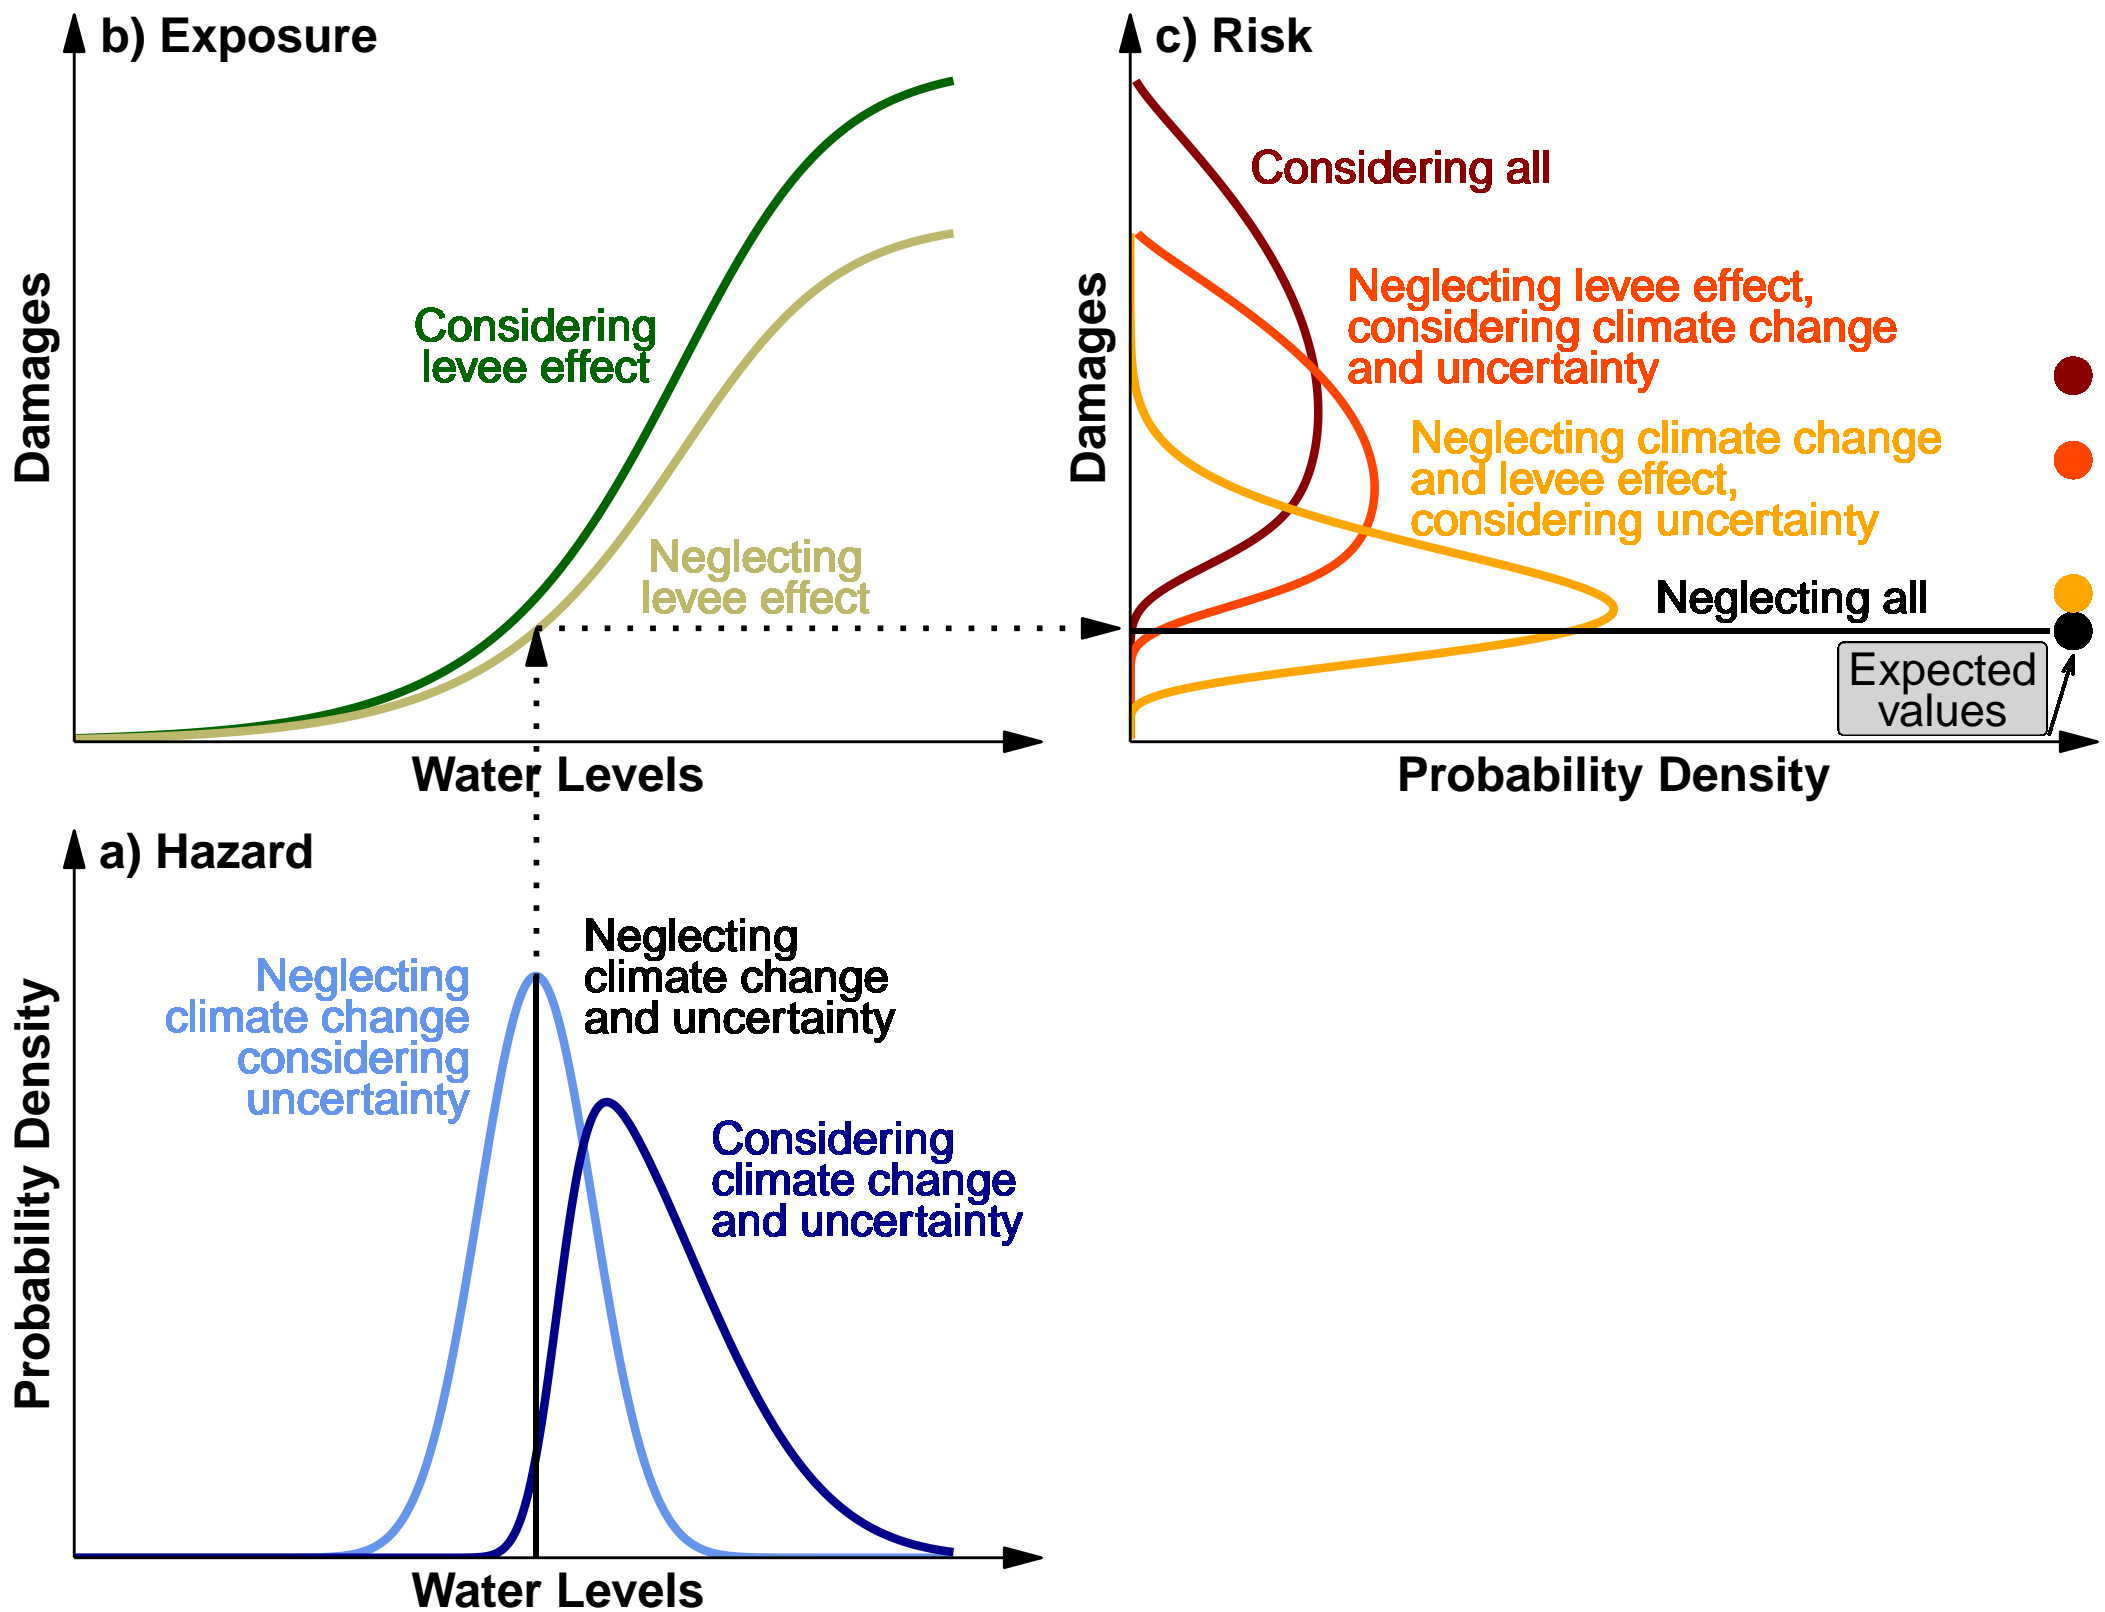 b) Exposure
Damages
Considering
levee effect
Neglecting
levee effect
Water Levels
c) Risk
Damages
Considering all
Neglecting levee effect,
considering climate change
and uncertainty
Neglecting climate change
and levee effect,
considering uncertainty
Neglecting all
Expected
values
Probability Density
a) Hazard
Probability Density
Neglecting
climate change
considering
uncertainty
Neglecting
climate change
and uncertainty
Considering
climate change
and uncertainty
Water Levels